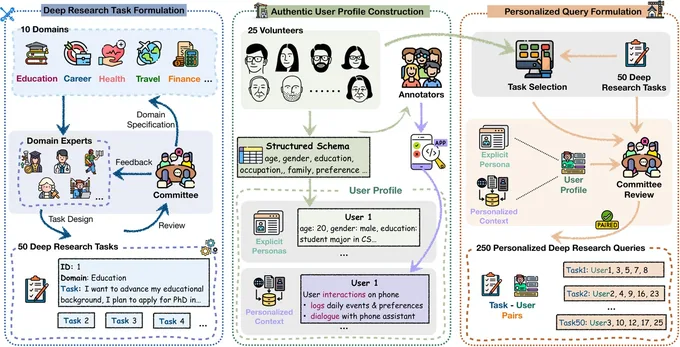 Deep Research Task Formulation
10 Domains
Education
Career
Health
Travel
Finance
...
Domain
Specification
Domain Experts
Feedback
Committee
Task Design
Review
50 Deep Research Tasks
ID: 1
Domain: Education
Task: I want to advance my educational
background, I plan to apply for PhD in...
Task 2
Task 3
Task 4
...
Authentic User Profile Construction
25 Volunteers
Annotators
APP
Structured Schema
age, gender, education,
occupation,, family, preference ...
User Profile
Explicit
Personas
User 1
age: 20, gender: male, education:
student major in CS...
Personalized
Context
User 1
User interactions on phone
• logs daily events & preferences
• dialogue with phone assistant
...
Personalized Query Formulation
Task Selection
50 Deep
Research Tasks
Explicit
Persona
Personalized
Context
User
Profile
Committee
Review
PAIRED
250 Personalized Deep Research Queries
Task - User
Pairs
Task1: User1, 3, 5, 7, 8
Task2: User2, 4, 9, 16, 23
...
Task50: User3, 10, 12, 17, 25